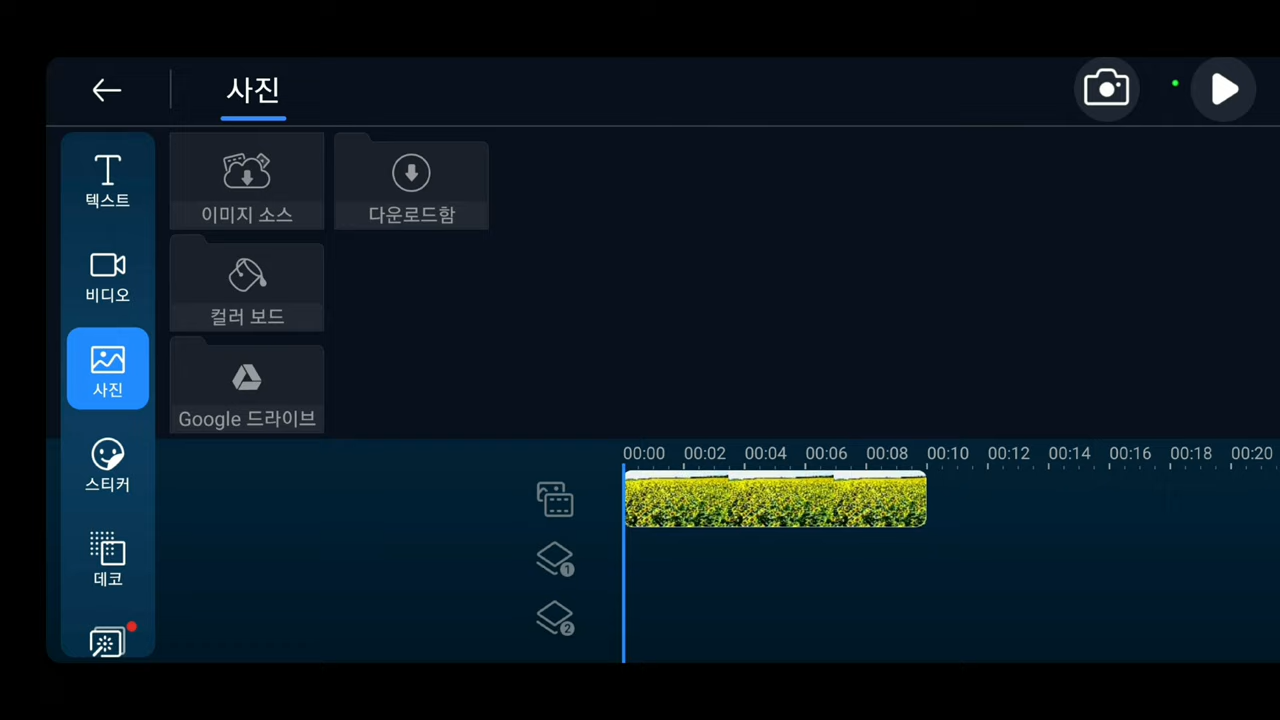 사진
텍스트
비디오
사진
스티커
데코
이미지 소스
다운로드함
컬러 보드
Google 드라이브
00:00 00:02 00:04 00:06 00:08 00:10 00:12 00:14 00:16 00:18 00:20
1
2